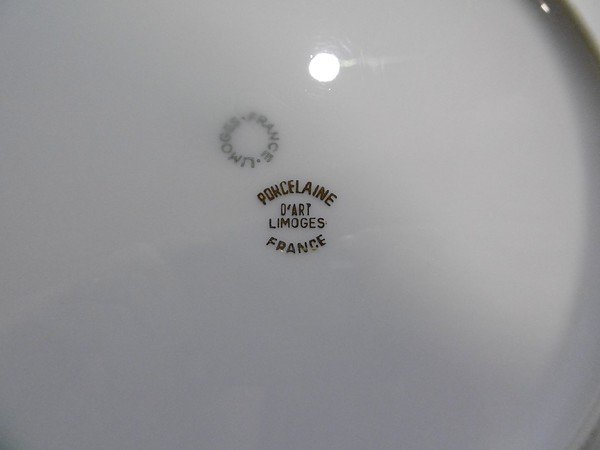 LIMOGES·FRANCE·
PORCELAINE
D'ART
LIMOGES
FRANCE